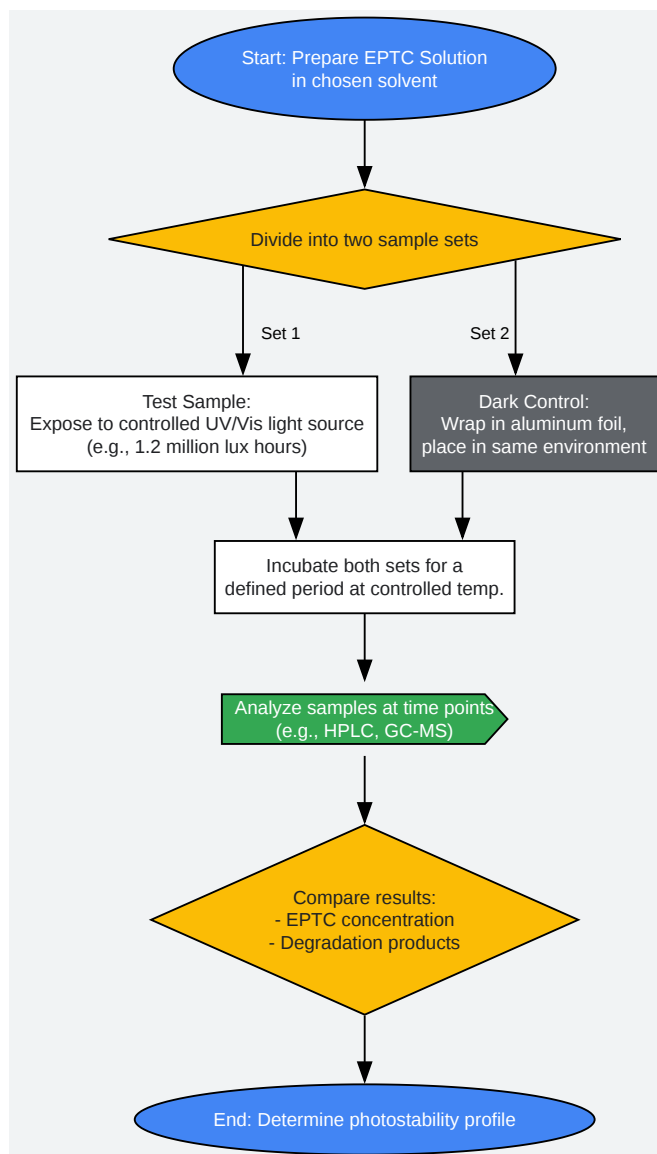 Start: Prepare EPTC Solution
in chosen solvent
Divide into two sample sets
Set 1
Set 2
Test Sample:
Expose to controlled UV/Vis light source
(e.g., 1.2 million lux hours)
Dark Control:
Wrap in aluminum foil,
place in same environment
Incubate both sets for a
defined period at controlled temp.
Analyze samples at time points
(e.g., HPLC, GC-MS)
Compare results:
- EPTC concentration
- Degradation products
End: Determine photostability profile